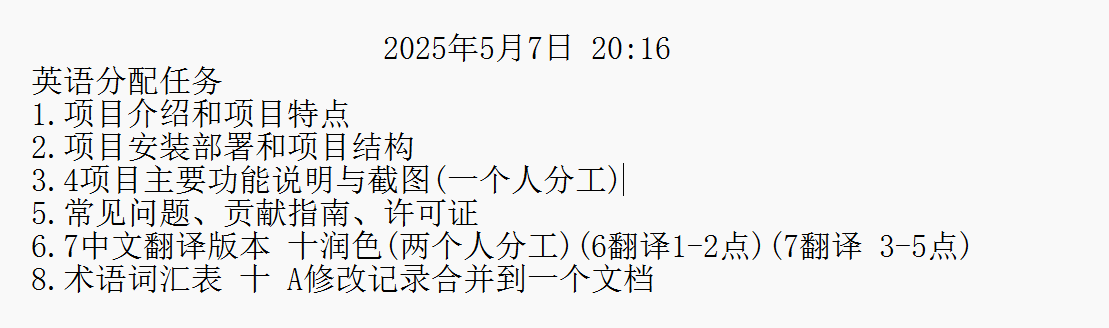 2025年5月7日 20:16
英语分配任务
1.项目介绍和项目特点
2.项目安装部署和项目结构
3.4项目主要功能说明与截图(一个人分工)
5.常见问题、贡献指南、许可证
6.7中文翻译版本 十润色(两个人分工)(6翻译1-2点)(7翻译 3-5点)
8.术语词汇表 十 A修改记录合并到一个文档